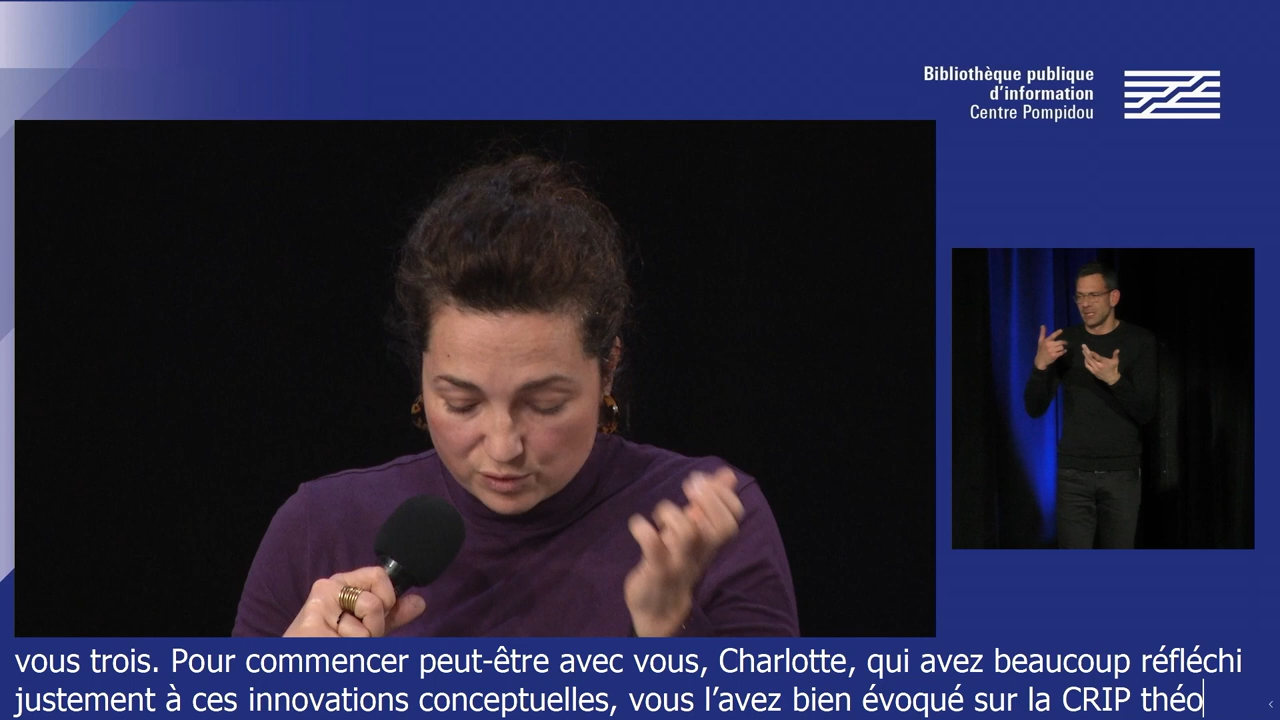 Bibliothèque publique
d'information
Centre Pompidou
vous trois. Pour commencer peut-être avec vous, Charlotte, qui avez beaucoup réfléchi
justement à ces innovations conceptuelles, vous l'avez bien évoqué sur la CRIP théo